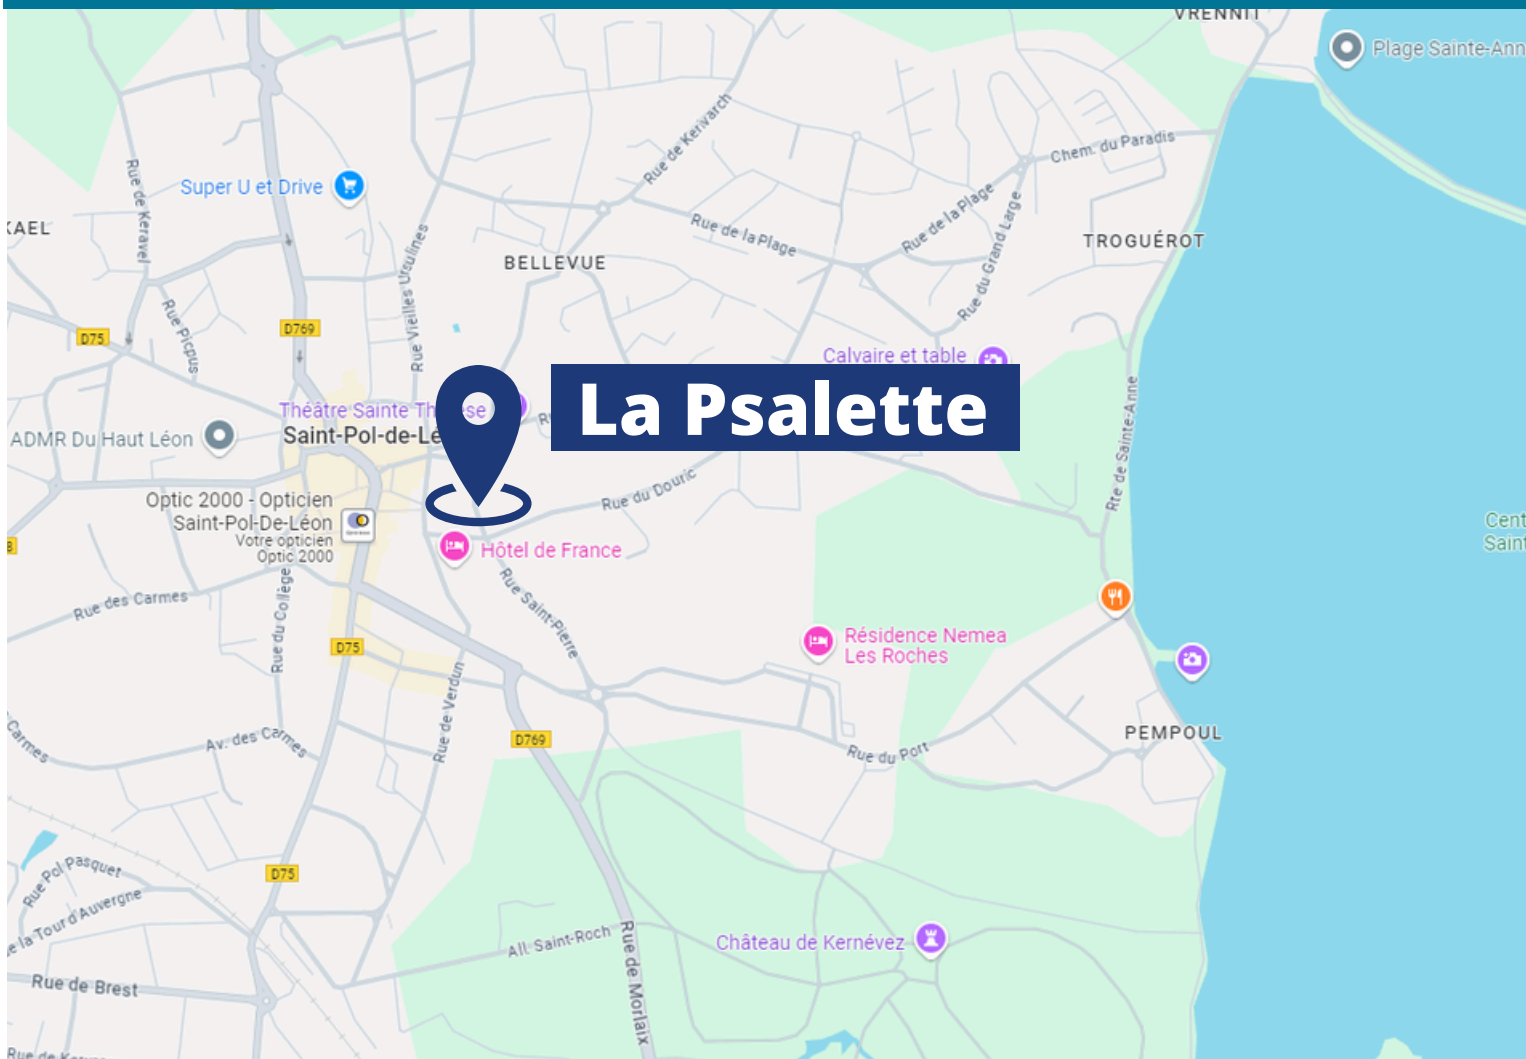 VRENNIT
Plage Sainte-Ann
Rue de Kerivarch
Chem. du Paradis
Rue de Keravel
Super U et Drive
KAEL
Rue de la Plage
Rue de la Plage
Rue du Grand Large
TROGUÉROT
BELLEVUE
Rue Vieilles Ursulines
Rue Picpus
D769
D75
Calvaire et table
La Psalette
Théâtre Sainte Th
se
Saint-Pol-de-Lé
ADMR Du Haut Léon
Rte de Sainte-Anne
Rue du Douric
Optic 2000 - Opticien
Saint-Pol-De-Léon
Votre opticien
Optic 2000
Hôtel de France
Cent
Saint
Rue des Carmes
Rue du Collège
Rue Saint-Pierre
D75
Résidence Nemea
Les Roches
Rue de Verdun
Carmes
Av. des Carmes
D769
Rue du Port
PEMPOUL
Rue Pol Pasquet
D75
e la Tour d'Auvergne
All. Saint-Roch
Rue de Morlaix
Château de Kernévez
Rue de Brest